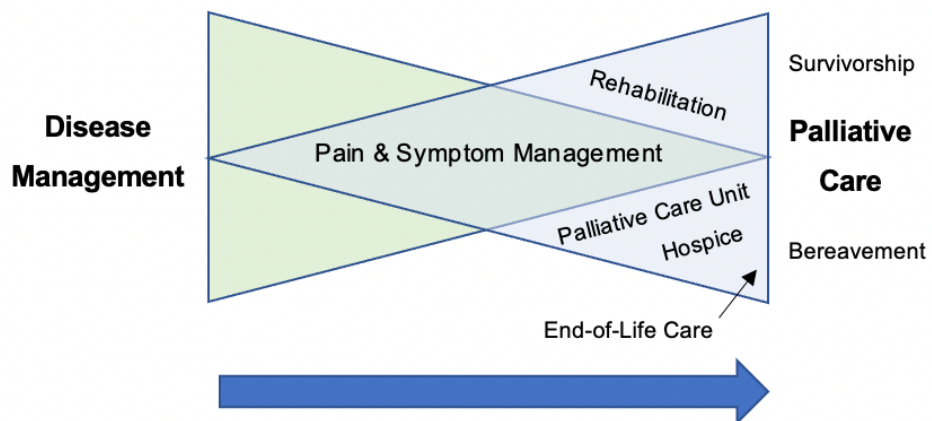 Disease
Management
Pain & Symptom Management
Rehabilitation
Palliative Care Unit
Hospice
End-of-Life Care
Survivorship
Palliative
Care
Bereavement